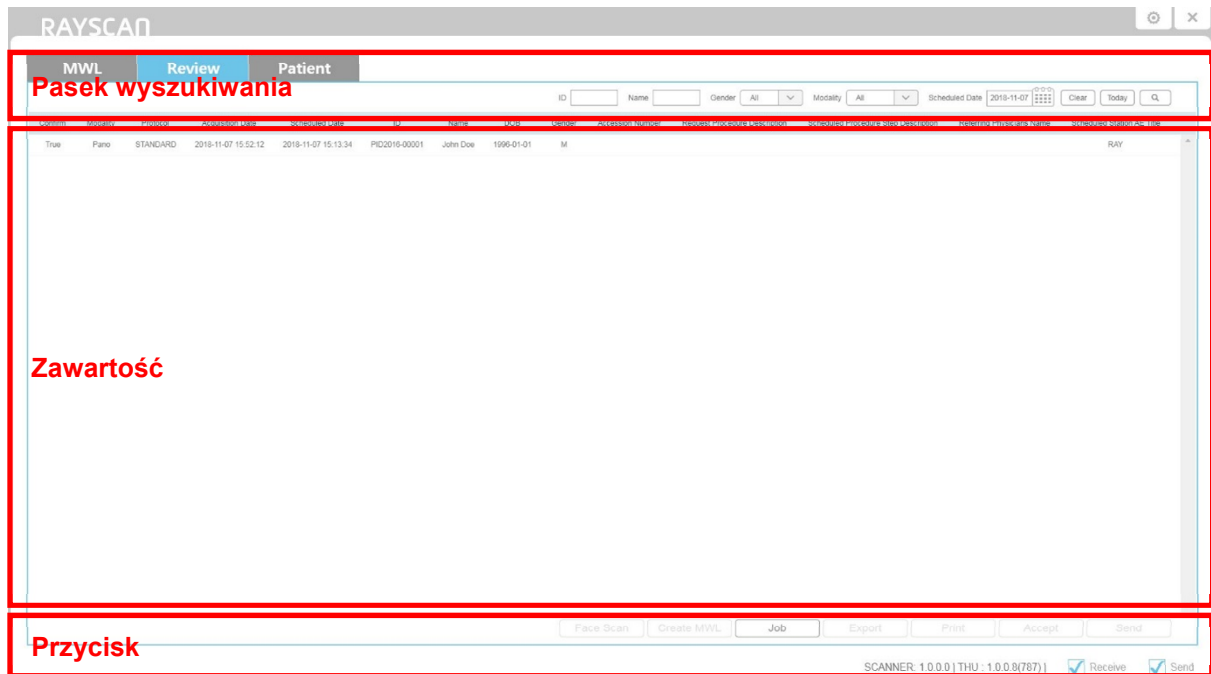 RAYSCAN
MWL Review Patient
Pasek wyszukiwania
ID Name Gender All Modality All Scheduled Date 2018-11-07 Clear Today
Confirm Modality Protocol Acquisition Date Scheduled Date ID Name DOB Gender Accession Number Request Procedure Description Scheduled Procedure Step Description Referring Physicians Name Scheduled Station AE Title
True Pano STANDARD 2018-11-07 15:52:12 2018-11-07 15:13:34 PID2016-00001 John Doe 1996-01-01 M RAY
Zawartość
Face Scan Create MWL Job Export Print Accept Send
Przycisk
SCANNER: 1.0.0.0 | THU : 1.0.0.8(787) | Receive Send